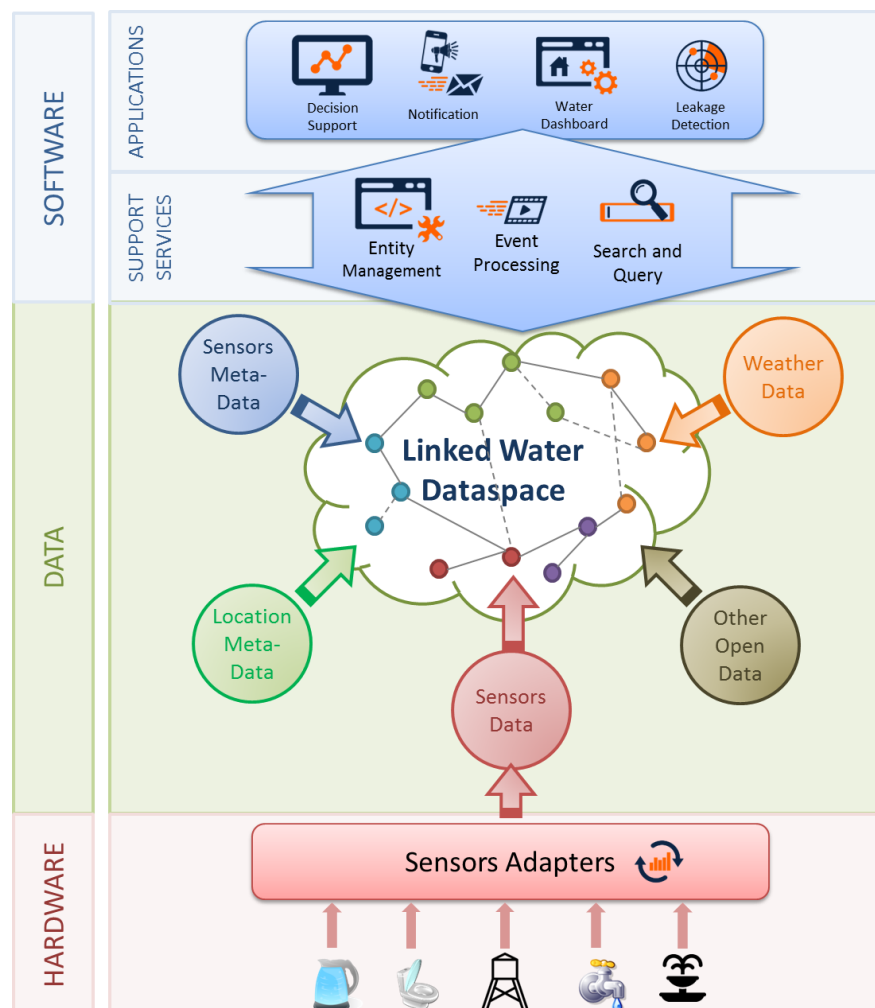 SOFTWARE
APPLICATIONS
Decision
Support
Notification
Water
Dashboard
Leakage
Detection
SUPPORT
SERVICES
</>
Entity
Management
Event
Processing
Search and
Query
DATA
Sensors
Meta-
Data
Weather
Data
Linked Water
Dataspace
Location
Meta-
Data
Other
Open
Data
Sensors
Data
HARDWARE
Sensors Adapters